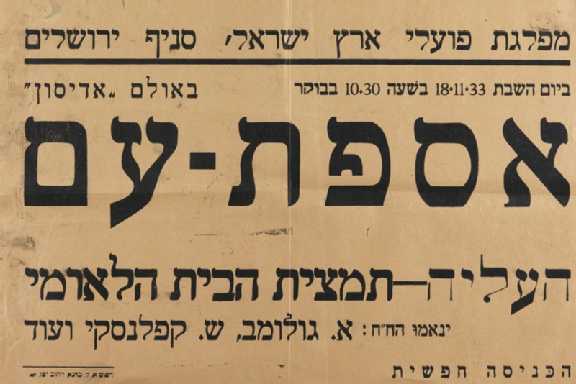 מפלגת פועלי ארץ ישראל, סניף ירושלים
ביום השבת 18·11·33 בשעה 10.30 בבוקר באולם „אדיסון"
אספת-עם
העליה—תמצית הבית הלאומי
ינאמו הח"ח: א. גולומב, ש. קפלנסקי ועוד
הכניסה חפשית